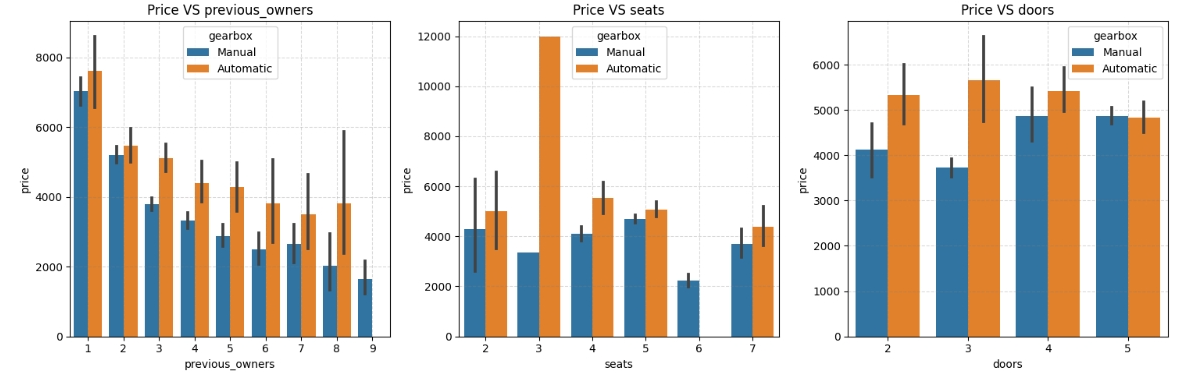 Price VS previous_owners
gearbox
Manual
Automatic
price
8000
6000
4000
2000
0
1 2 3 4 5 6 7 8 9
previous_owners
Price VS seats
gearbox
Manual
Automatic
price
12000
10000
8000
6000
4000
2000
0
2 3 4 5 6 7
seats
Price VS doors
gearbox
Manual
Automatic
price
6000
5000
4000
3000
2000
1000
0
2 3 4 5
doors